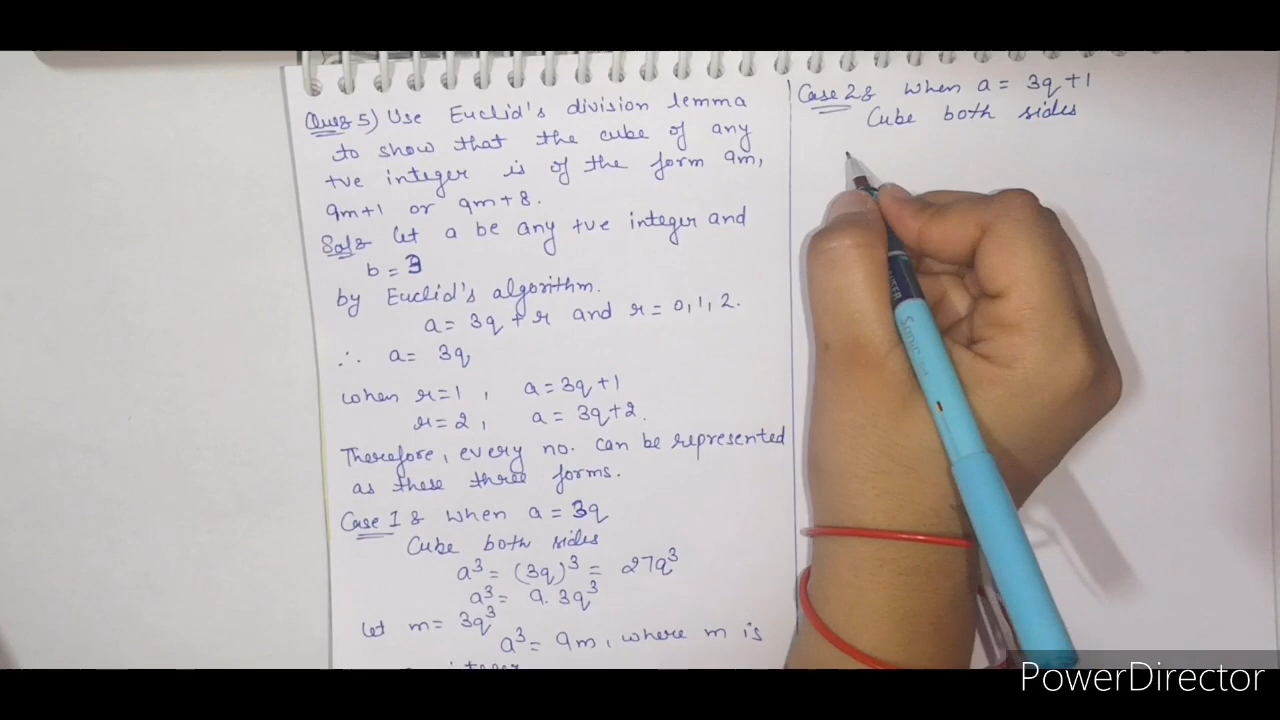 Ques 5) Use Euclid's division lemma
to show that the cube of any
+ve integer is of the form 9m,
9m+1 or 9m+8.
Sol: Let a be any +ve integer and
b = 3
by Euclid's algorithm.
a = 3q + r and r = 0, 1, 2.
∴ a = 3q
when r=1, a = 3q+1
r=2, a = 3q+2.
Therefore, every no. can be represented
as these three forms.
Case 1: when a = 3q
Cube both sides
a³ = (3q)³ = 27q³
a³ = 9.3q³
Let m = 3q³
a³ = 9m, where m is
integer
Case 2: when a = 3q+1
Cube both sides
Sonic
PowerDirector